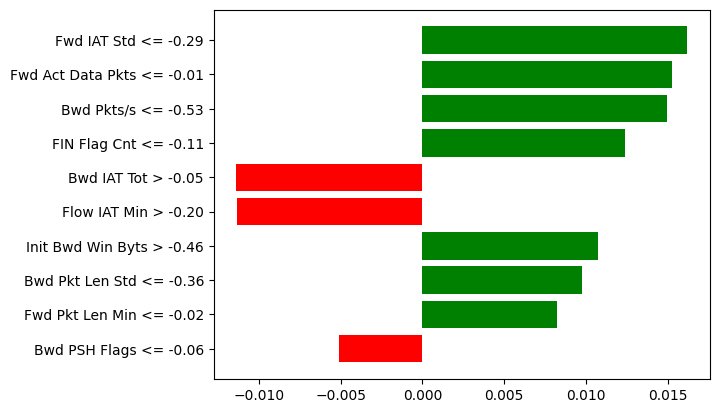 Fwd IAT Std <= -0.29
Fwd Act Data Pkts <= -0.01
Bwd Pkts/s <= -0.53
FIN Flag Cnt <= -0.11
Bwd IAT Tot > -0.05
Flow IAT Min > -0.20
Init Bwd Win Byts > -0.46
Bwd Pkt Len Std <= -0.36
Fwd Pkt Len Min <= -0.02
Bwd PSH Flags <= -0.06
−0.010 −0.005 0.000 0.005 0.010 0.015